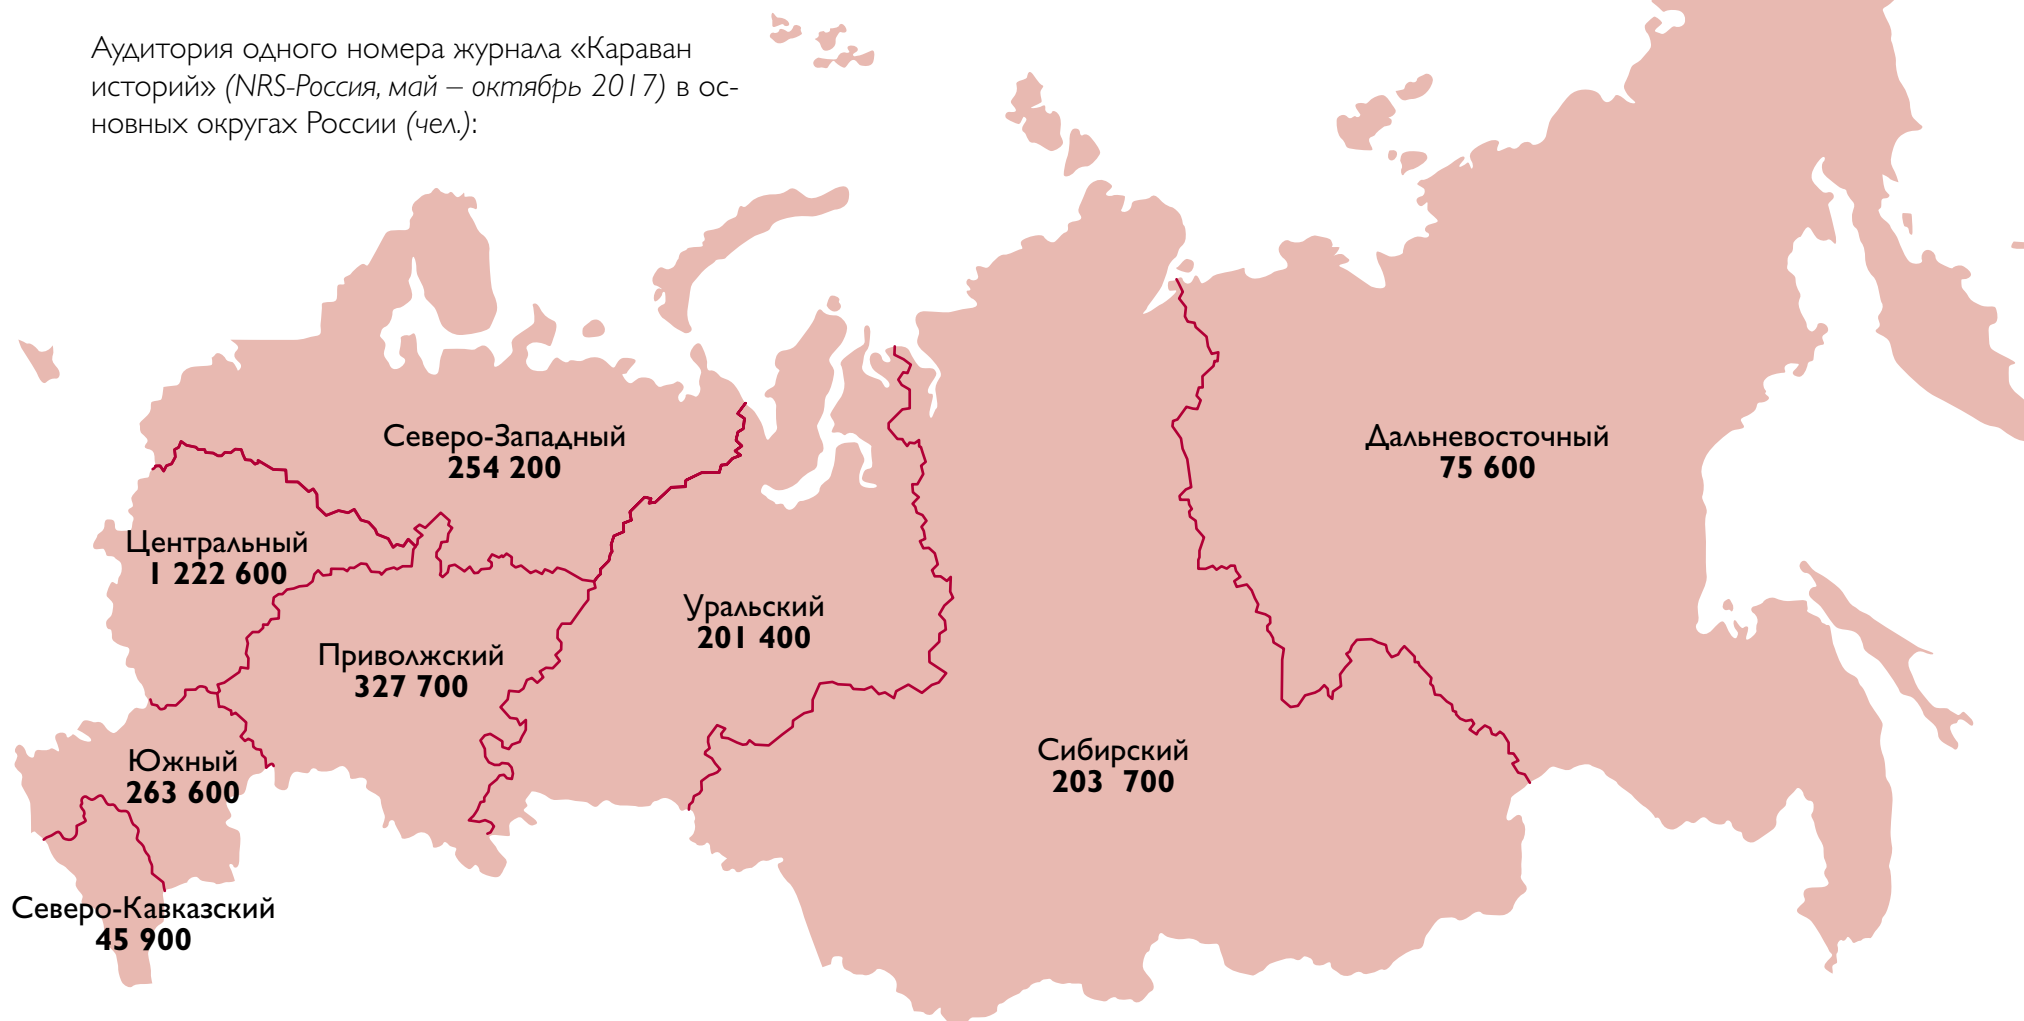 Аудитория одного номера журнала «Караван
историй» (NRS-Россия, май – октябрь 2017) в ос-
новных округах России (чел.):
Северо-Западный
254 200
Дальневосточный
75 600
Центральный
1 222 600
Уральский
201 400
Приволжский
327 700
Южный
263 600
Сибирский
203 700
Северо-Кавказский
45 900